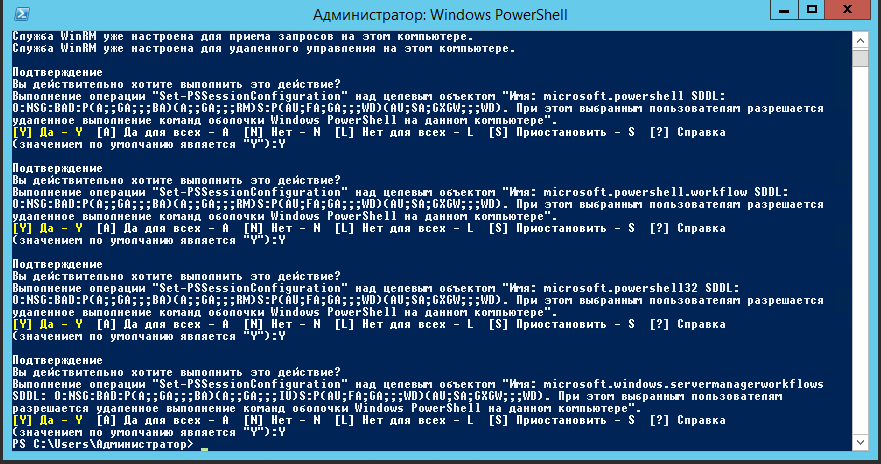 Администратор: Windows PowerShell
Служба WinRM уже настроена для приема запросов на этом компьютере.
Служба WinRM уже настроена для удаленного управления на этом компьютере.
Подтверждение
Вы действительно хотите выполнить это действие?
Выполнение операции "Set-PSSessionConfiguration" над целевым объектом "Имя: microsoft.powershell SDDL:
O:NSG:BAD:P(A;;GA;;;BA)(A;;GA;;;RM)S:P(AU;FA;GA;;;WD)(AU;SA;GXGW;;;WD). При этом выбранным пользователям разрешается
удаленное выполнение команд оболочки Windows PowerShell на данном компьютере".
[Y] Да - Y  [A] Да для всех - A  [N] Нет - N  [L] Нет для всех - L  [S] Приостановить - S  [?] Справка
(значением по умолчанию является "Y"):Y
Подтверждение
Вы действительно хотите выполнить это действие?
Выполнение операции "Set-PSSessionConfiguration" над целевым объектом "Имя: microsoft.powershell.workflow SDDL:
O:NSG:BAD:P(A;;GA;;;BA)(A;;GA;;;RM)S:P(AU;FA;GA;;;WD)(AU;SA;GXGW;;;WD). При этом выбранным пользователям разрешается
удаленное выполнение команд оболочки Windows PowerShell на данном компьютере".
[Y] Да - Y  [A] Да для всех - A  [N] Нет - N  [L] Нет для всех - L  [S] Приостановить - S  [?] Справка
(значением по умолчанию является "Y"):Y
Подтверждение
Вы действительно хотите выполнить это действие?
Выполнение операции "Set-PSSessionConfiguration" над целевым объектом "Имя: microsoft.powershell32 SDDL:
O:NSG:BAD:P(A;;GA;;;BA)(A;;GA;;;RM)S:P(AU;FA;GA;;;WD)(AU;SA;GXGW;;;WD). При этом выбранным пользователям разрешается
удаленное выполнение команд оболочки Windows PowerShell на данном компьютере".
[Y] Да - Y  [A] Да для всех - A  [N] Нет - N  [L] Нет для всех - L  [S] Приостановить - S  [?] Справка
(значением по умолчанию является "Y"):Y
Подтверждение
Вы действительно хотите выполнить это действие?
Выполнение операции "Set-PSSessionConfiguration" над целевым объектом "Имя: microsoft.windows.servermanagerworkflows
SDDL: O:NSG:BAD:P(A;;GA;;;BA)(A;;GA;;;IU)S:P(AU;FA;GA;;;WD)(AU;SA;GXGW;;;WD). При этом выбранным пользователям
разрешается удаленное выполнение команд оболочки Windows PowerShell на данном компьютере".
[Y] Да - Y  [A] Да для всех - A  [N] Нет - N  [L] Нет для всех - L  [S] Приостановить - S  [?] Справка
(значением по умолчанию является "Y"):Y
PS C:\Users\Администратор>